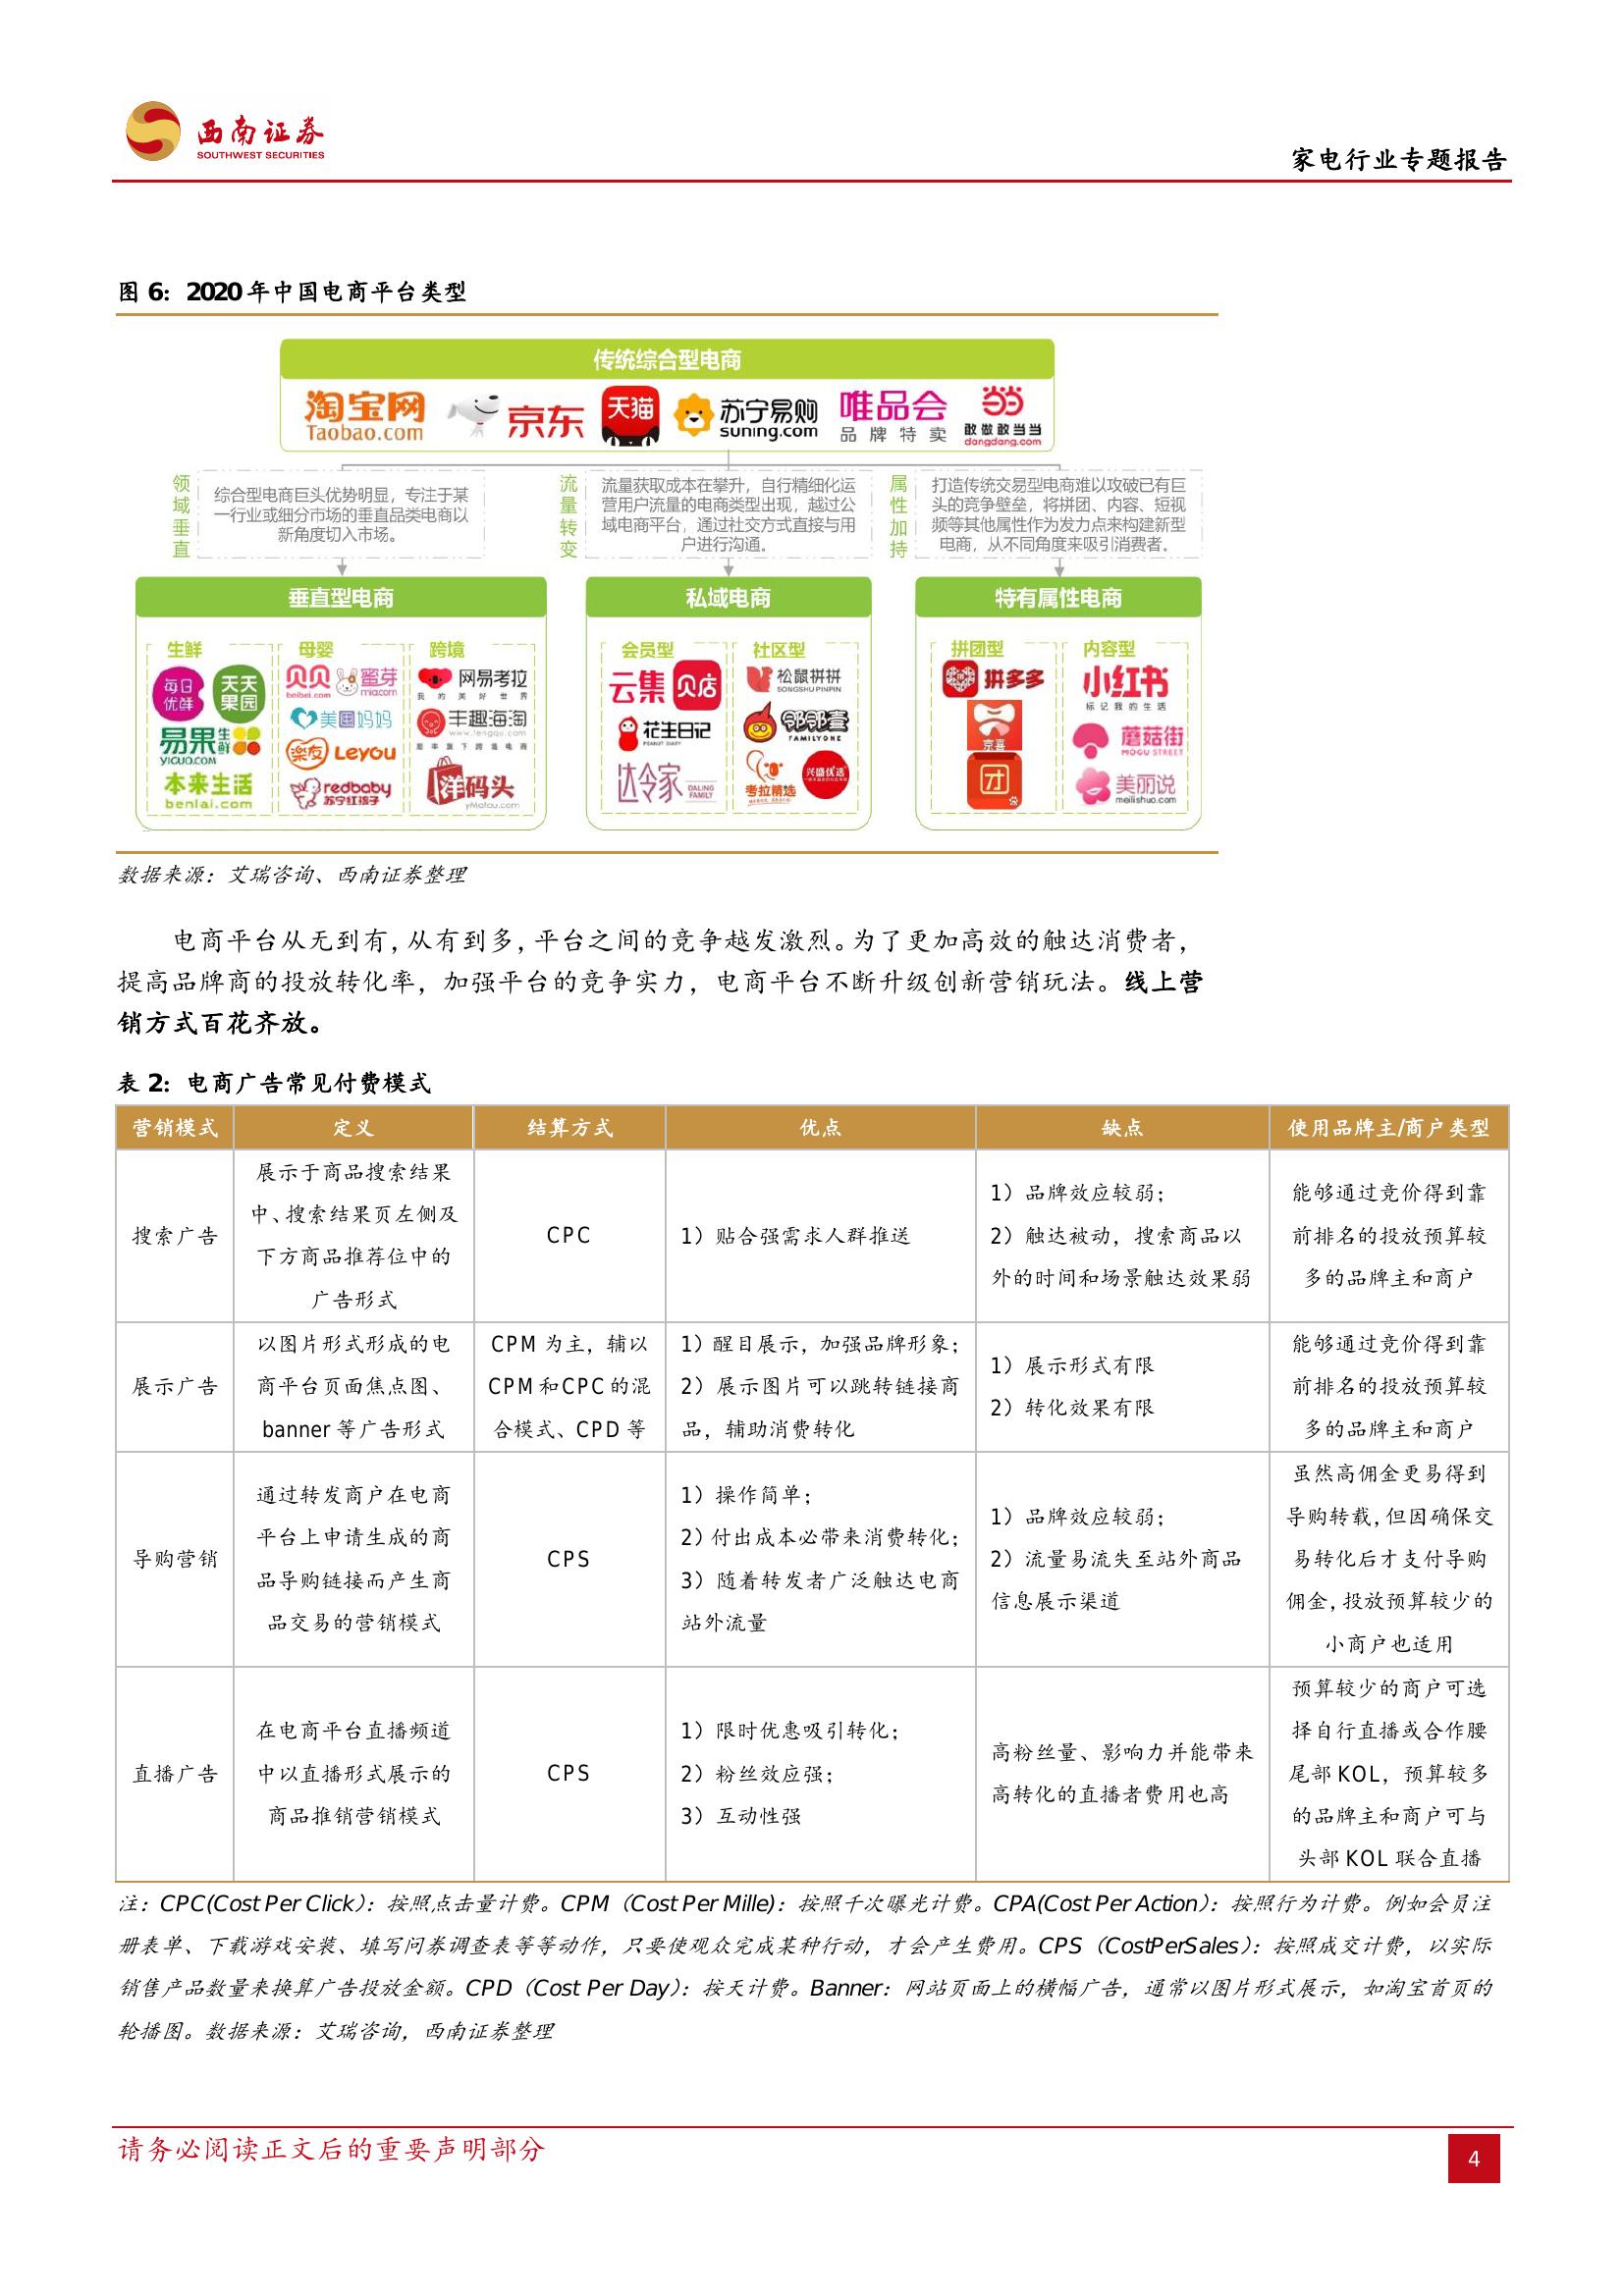 西南证券
SOUTHWEST SECURITIES
家电行业专题报告
图 6：2020 年中国电商平台类型
传统综合型电商
淘宝网
Taobao.com
京东
天猫
苏宁易购
suning.com
唯品会
品牌特卖
当当
敢做敢当当
dangdang.com
领域垂直
综合型电商巨头优势明显，专注于某
一行业或细分市场的垂直品类电商以
新角度切入市场。
流量转变
流量获取成本在攀升，自行精细化运
营用户流量的电商类型出现，越过公
域电商平台，通过社交方式直接与用
户进行沟通。
属性加持
打造传统交易型电商难以攻破已有巨
头的竞争壁垒，将拼团、内容、短视
频等其他属性作为发力点来构建新型
电商，从不同角度来吸引消费者。
垂直型电商
生鲜
每日优鲜
天天果园
易果生鲜
YIGUO.COM
本来生活
benlai.com
母婴
贝贝
beibei.com
蜜芽
mia.com
美囤妈妈
乐友 Leyou
redbaby
苏宁红孩子
跨境
网易考拉
我的美好世界
丰趣海淘
www.fengqu.com
洋码头
yMatou.com
私域电商
会员型
云集
贝店
花生日记
PEANUT DIARY
达令家
DALING FAMILY
社区型
松鼠拼拼
SONGSHU PINPIN
邻邻壹
FAMILYONE
考拉精选
兴盛优选
特有属性电商
拼团型
拼多多
京喜
团
内容型
小红书
标记我的生活
蘑菇街
MOGU STREET
美丽说
meilishuo.com
数据来源：艾瑞咨询、西南证券整理
电商平台从无到有，从有到多，平台之间的竞争越发激烈。为了更加高效的触达消费者，
提高品牌商的投放转化率，加强平台的竞争实力，电商平台不断升级创新营销玩法。线上营
销方式百花齐放。
表 2：电商广告常见付费模式
营销模式 定义 结算方式 优点 缺点 使用品牌主/商户类型
搜索广告
展示于商品搜索结果
中、搜索结果页左侧及
下方商品推荐位中的
广告形式
CPC
1）贴合强需求人群推送
1）品牌效应较弱；
2）触达被动，搜索商品以
外的时间和场景触达效果弱
能够通过竞价得到靠
前排名的投放预算较
多的品牌主和商户
展示广告
以图片形式形成的电
商平台页面焦点图、
banner 等广告形式
CPM 为主，辅以
CPM 和 CPC 的混
合模式、CPD 等
1）醒目展示，加强品牌形象；
2）展示图片可以跳转链接商
品，辅助消费转化
1）展示形式有限
2）转化效果有限
能够通过竞价得到靠
前排名的投放预算较
多的品牌主和商户
导购营销
通过转发商户在电商
平台上申请生成的商
品导购链接而产生商
品交易的营销模式
CPS
1）操作简单；
2）付出成本必带来消费转化；
3）随着转发者广泛触达电商
站外流量
1）品牌效应较弱；
2）流量易流失至站外商品
信息展示渠道
虽然高佣金更易得到
导购转载，但因确保交
易转化后才支付导购
佣金，投放预算较少的
小商户也适用
直播广告
在电商平台直播频道
中以直播形式展示的
商品推销营销模式
CPS
1）限时优惠吸引转化；
2）粉丝效应强；
3）互动性强
高粉丝量、影响力并能带来
高转化的直播者费用也高
预算较少的商户可选
择自行直播或合作腰
尾部 KOL，预算较多
的品牌主和商户可与
头部 KOL 联合直播
注：CPC(Cost Per Click)：按照点击量计费。CPM（Cost Per Mille)：按照千次曝光计费。CPA(Cost Per Action）：按照行为计费。例如会员注
册表单、下载游戏安装、填写问券调查表等等动作，只要使观众完成某种行动，才会产生费用。CPS（CostPerSales）：按照成交计费，以实际
销售产品数量来换算广告投放金额。CPD（Cost Per Day）：按天计费。Banner：网站页面上的横幅广告，通常以图片形式展示，如淘宝首页的
轮播图。数据来源：艾瑞咨询，西南证券整理
请务必阅读正文后的重要声明部分
4